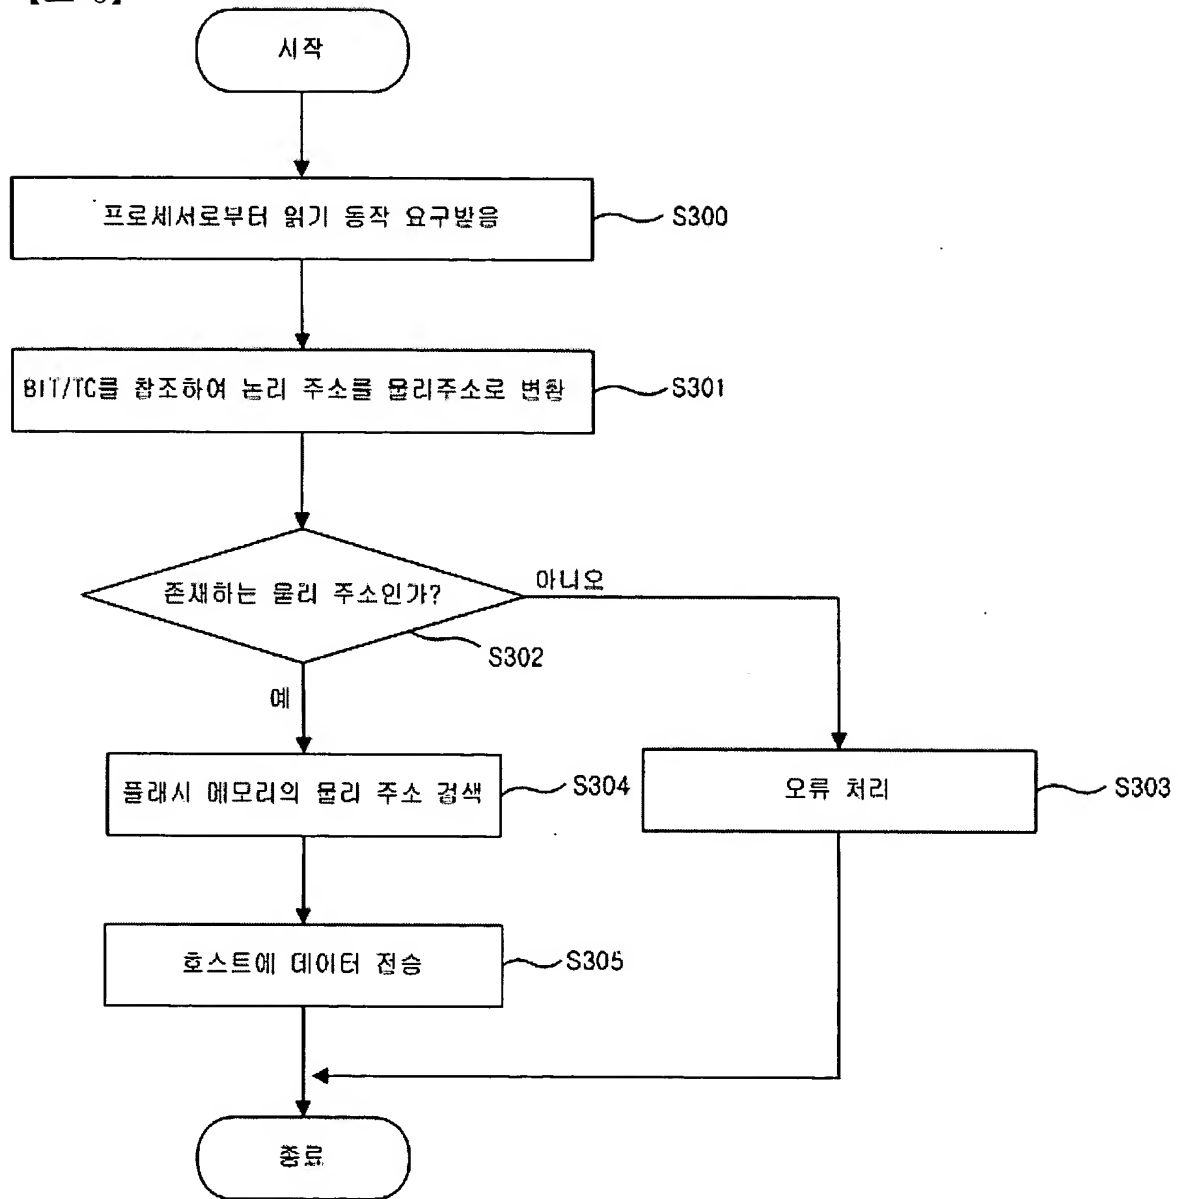 시작
프로세서로부터 읽기 동작 요구받음
S300
BIT/TC를 참조하여 논리 주소를 물리주소로 변환
S301
존재하는 물리 주소인가?
아니오
S302
예
플래시 메모리의 물리 주소 검색
S304
오류 처리
S303
호스트에 데이터 전송
S305
종료